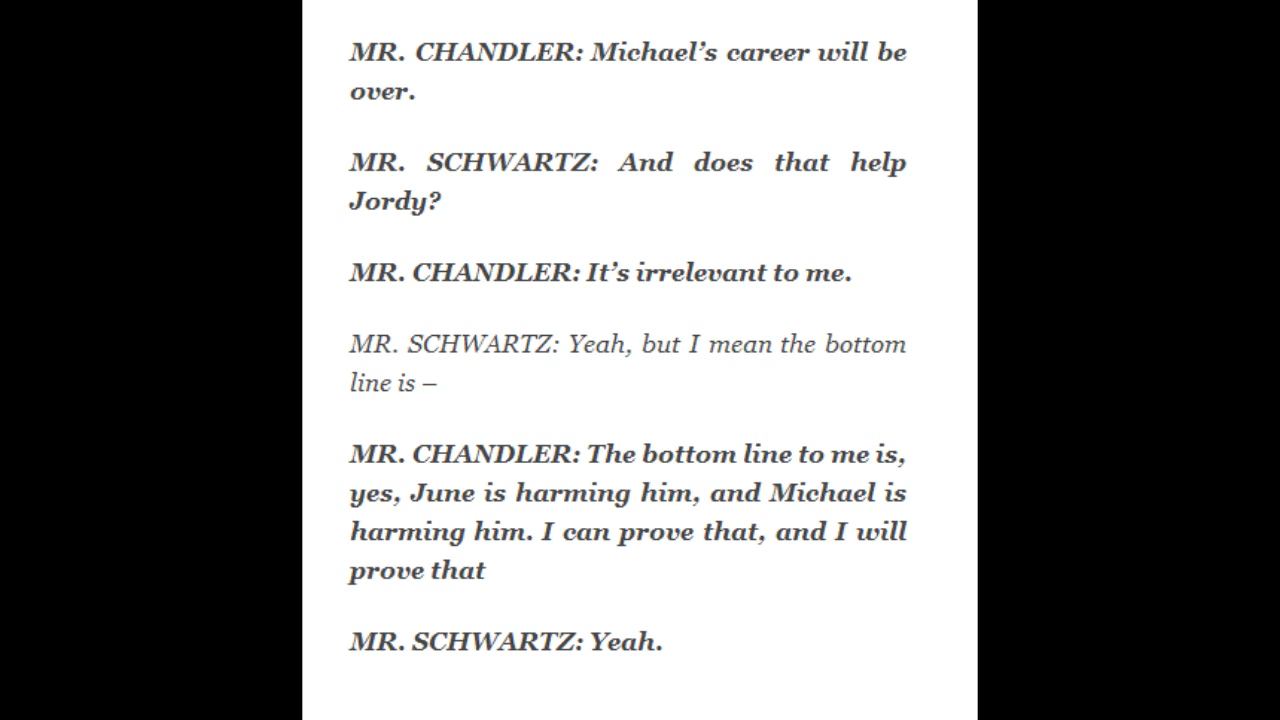 MR. CHANDLER: Michael’s career will be
over.
MR. SCHWARTZ: And does that help
Jordy?
MR. CHANDLER: It’s irrelevant to me.
MR. SCHWARTZ: Yeah, but I mean the bottom
line is –
MR. CHANDLER: The bottom line to me is,
yes, June is harming him, and Michael is
harming him. I can prove that, and I will
prove that
MR. SCHWARTZ: Yeah.